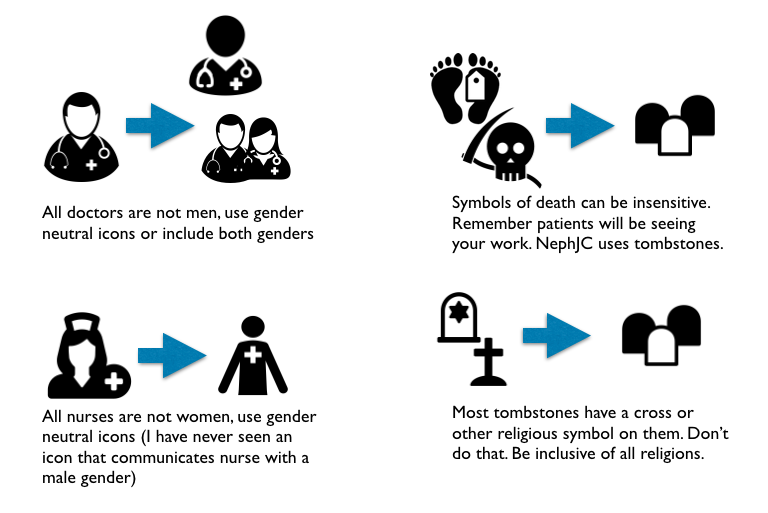 All doctors are not men, use gender
neutral icons or include both genders
Symbols of death can be insensitive.
Remember patients will be seeing
your work. NephJC uses tombstones.
All nurses are not women, use gender
neutral icons (I have never seen an
icon that communicates nurse with a
male gender)
Most tombstones have a cross or
other religious symbol on them. Don't
do that. Be inclusive of all religions.